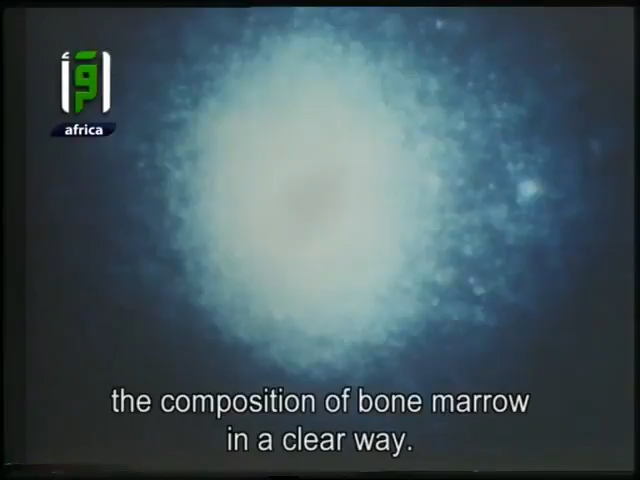 اقرأ
africa
the composition of bone marrow
in a clear way.